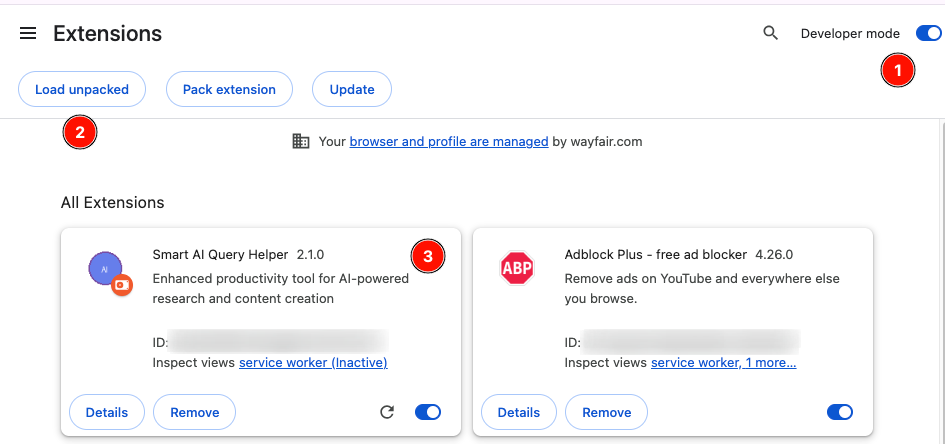 Extensions
Developer mode
1
Load unpacked
Pack extension
Update
2
Your browser and profile are managed by wayfair.com
All Extensions
Smart AI Query Helper 2.1.0
3
AI
Enhanced productivity tool for AI-powered
research and content creation
ID:
Inspect views service worker (Inactive)
Details
Remove
ABP
Adblock Plus - free ad blocker 4.26.0
Remove ads on YouTube and everywhere else
you browse.
ID:
Inspect views service worker, 1 more...
Details
Remove